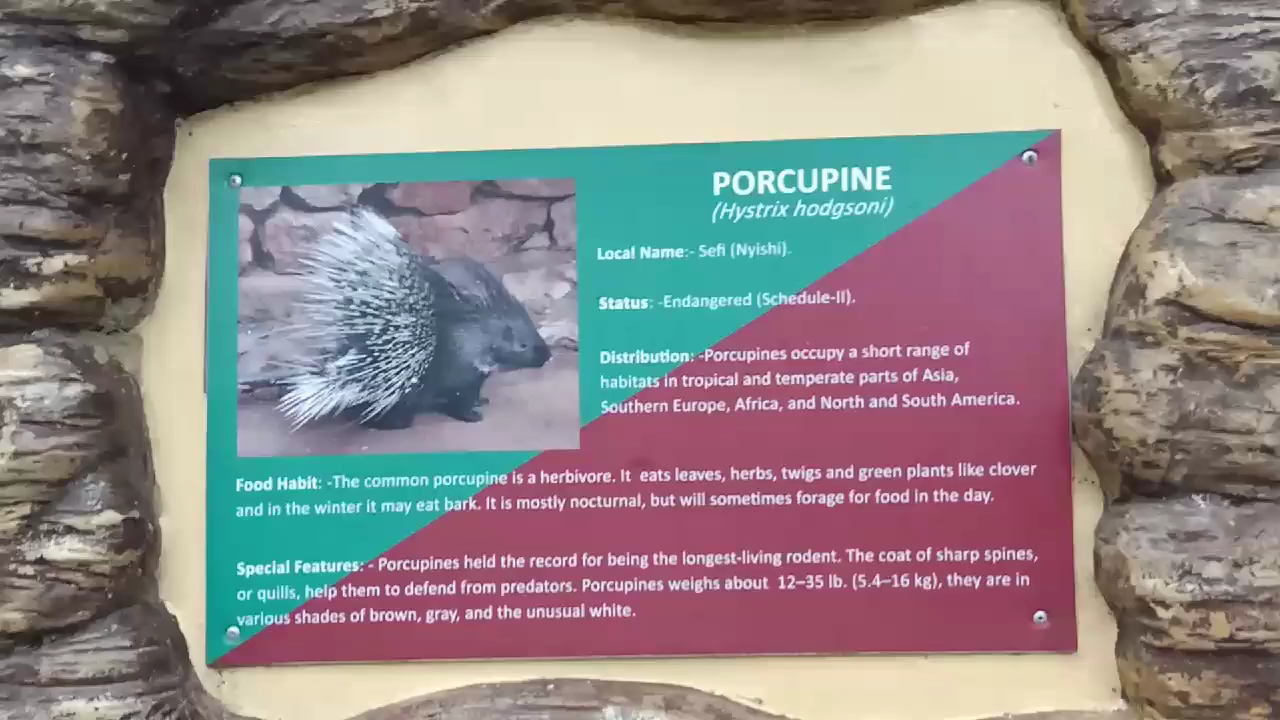 PORCUPINE
(Hystrix hodgsoni)
Local Name:- Sefi (Nyishi).
Status: -Endangered (Schedule-II).
Distribution: -Porcupines occupy a short range of
habitats in tropical and temperate parts of Asia,
Southern Europe, Africa, and North and South America.
Food Habit: -The common porcupine is a herbivore. It eats leaves, herbs, twigs and green plants like clover
and in the winter it may eat bark. It is mostly nocturnal, but will sometimes forage for food in the day.
Special Features: - Porcupines held the record for being the longest-living rodent. The coat of sharp spines,
or quills, help them to defend from predators. Porcupines weighs about 12–35 lb. (5.4–16 kg), they are in
various shades of brown, gray, and the unusual white.